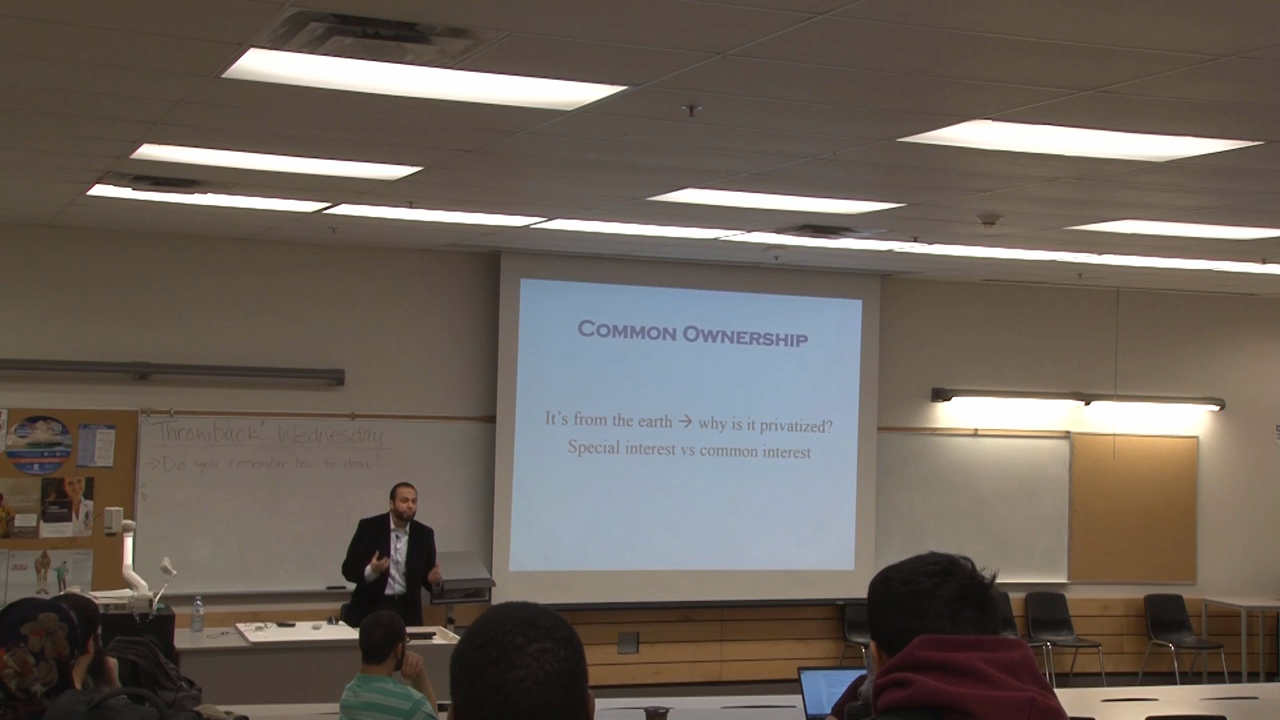 "Throwback" Wednesday
→ Do you remember how to draw?
COMMON OWNERSHIP
It's from the earth → why is it privatized?
Special interest vs common interest